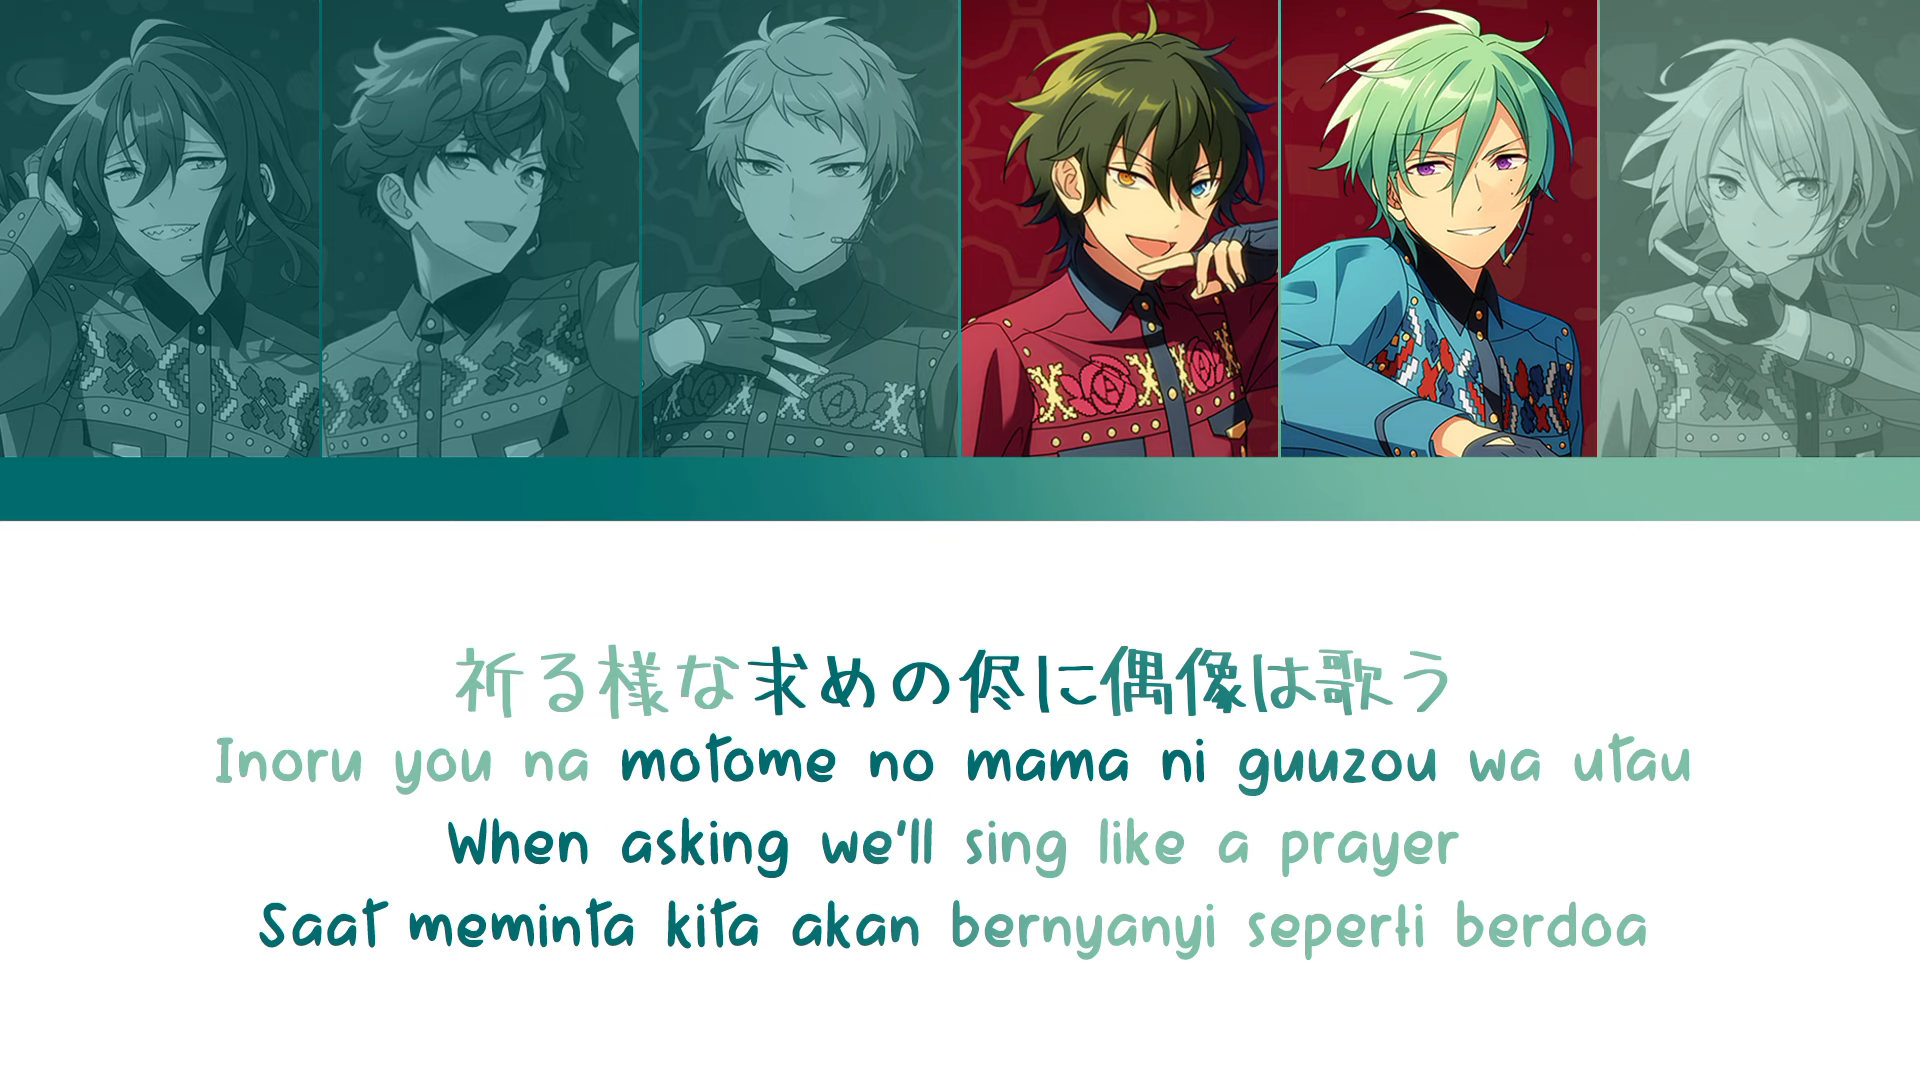 祈る様な求めの侭に偶像は歌う
Inoru you na motome no mama ni guuzou wa utau
When asking we'll sing like a prayer
Saat meminta kita akan bernyanyi seperti berdoa